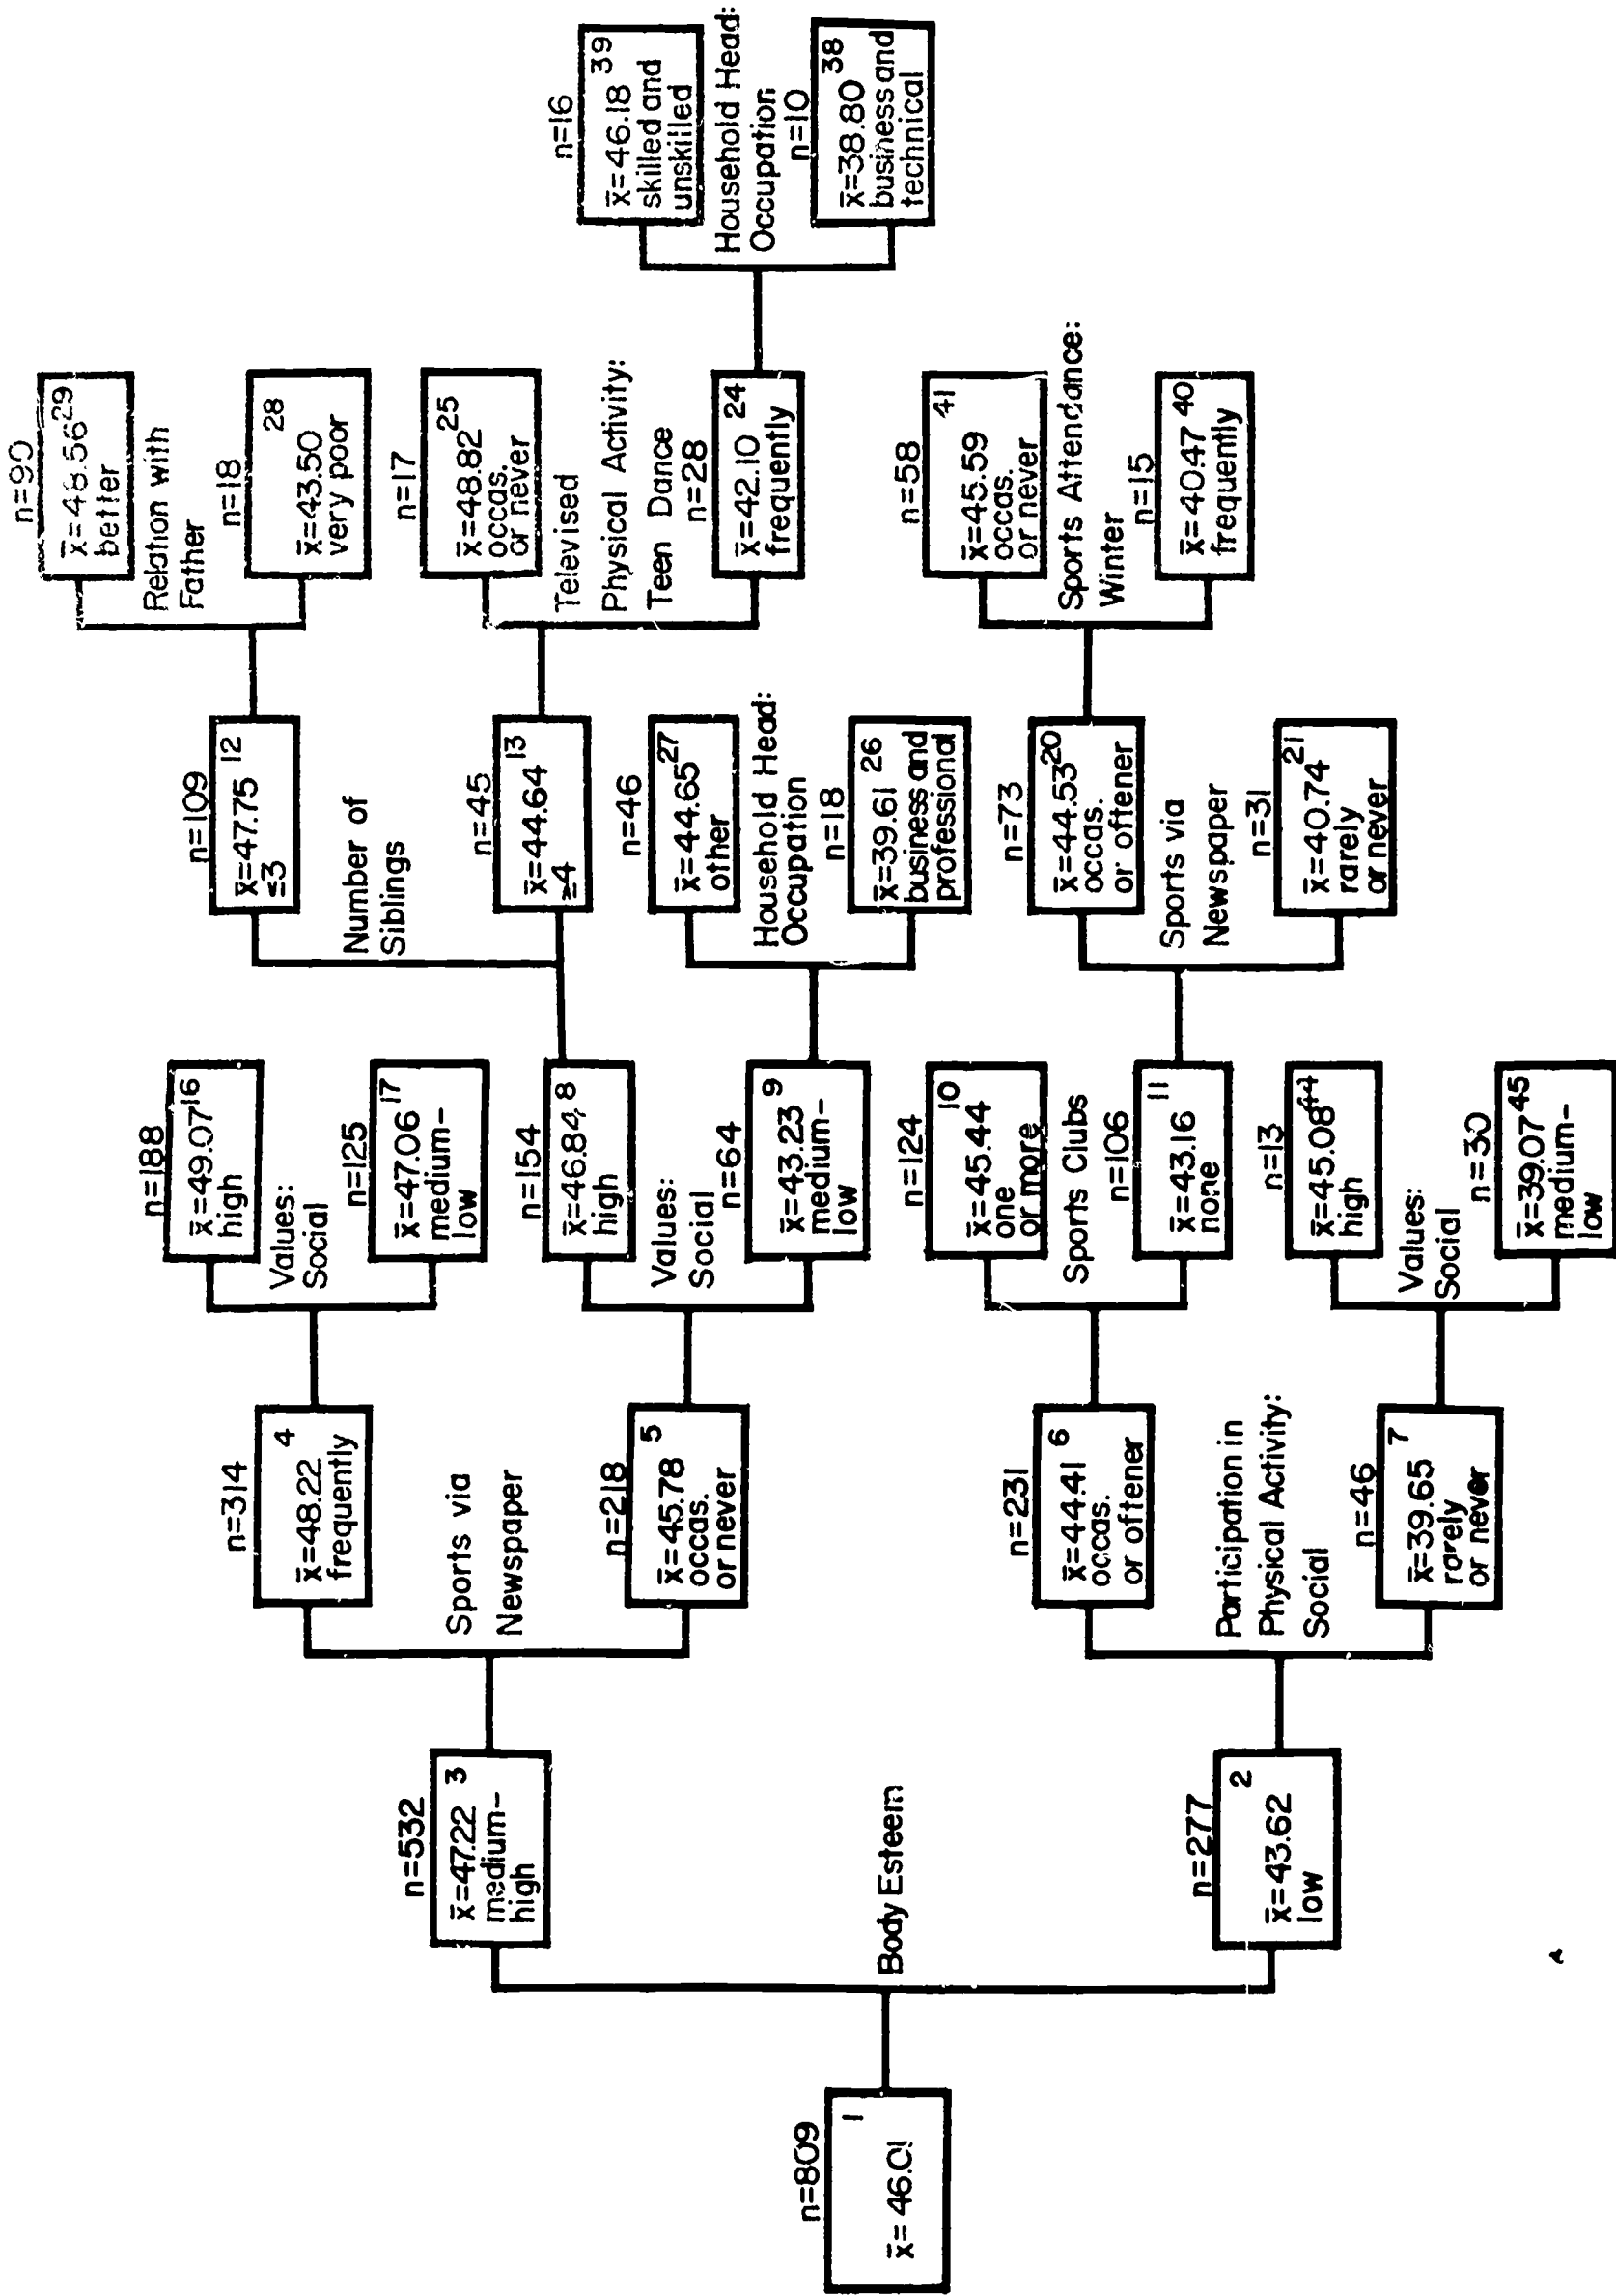 n=809
1
x̄=46.01
Body Esteem
n=532
x̄=47.22 3
medium-
high
n=277
2
x̄=43.62
low
Sports via
Newspaper
n=314
4
x̄=48.22
frequently
n=218
5
x̄=45.78
occas.
or never
Participation in
Physical Activity:
Social
n=231
6
x̄=44.41
occas.
or oftener
n=46
7
x̄=39.65
rarely
or never
Values:
Social
n=188
x̄=49.07 16
high
n=125
x̄=47.06 17
medium-
low
Values:
Social
n=154
x̄=46.84 8
high
n=64
9
x̄=43.23
medium-
low
Sports Clubs
n=124
10
x̄=45.44
one
or more
n=106
11
x̄=43.16
none
Values:
Social
n=13
x̄=45.08 44
high
n=30
x̄=39.07 45
medium-
low
Number of
Siblings
n=109
x̄=47.75 12
≤3
n=45
x̄=44.64 13
≥4
Household Head:
Occupation
n=46
x̄=44.65 27
other
n=18
x̄=39.61 26
business and
professional
Sports via
Newspaper
n=73
x̄=44.53 20
occas.
or oftener
n=31
21
x̄=40.74
rarely
or never
Relation with
Father
n=90
x̄=48.56 29
better
n=18
28
x̄=43.50
very poor
Televised
Physical Activity:
Teen Dance
n=17
x̄=48.82 25
occas.
or never
n=28
x̄=42.10 24
frequently
Sports Attendance:
Winter
n=58
41
x̄=45.59
occas.
or never
n=15
x̄=40.47 40
frequently
Household Head:
Occupation
n=16
x̄=46.18 39
skilled and
unskilled
n=10
x̄=38.80 38
business and
technical